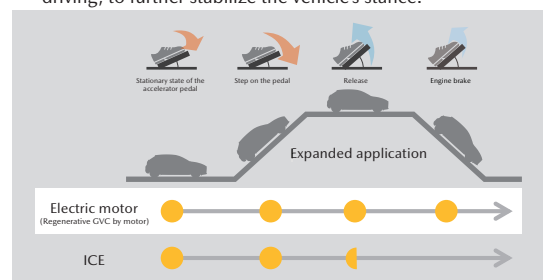 driving, to further stabilize the vehicle's stance.
Stationary state of the
accelerator pedal
Step on the pedal
Release
Engine brake
Expanded application
Electric motor
(Regenerative GVC by motor)
ICE